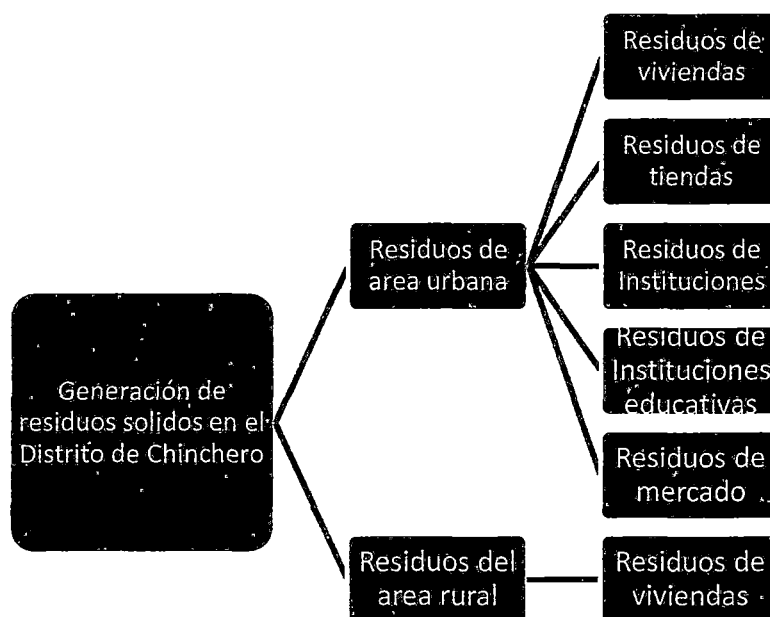 Generación de
residuos solidos en el
Distrito de Chinchero
Residuos de
area urbana
Residuos de
viviendas
Residuos de
tiendas
Residuos de
Instituciones
Residuos de
Instituciones
educativas
Residuos de
mercado
Residuos del
area rural
Residuos de
viviendas